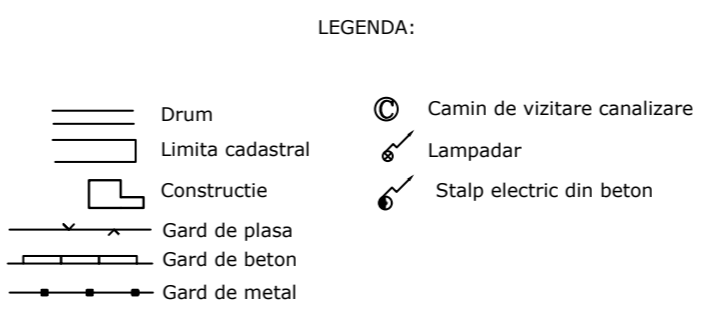 LEGENDA:
Drum
Limita cadastral
Constructie
Gard de plasa
Gard de beton
Gard de metal
© Camin de vizitare canalizare
Lampadar
Stalp electric din beton